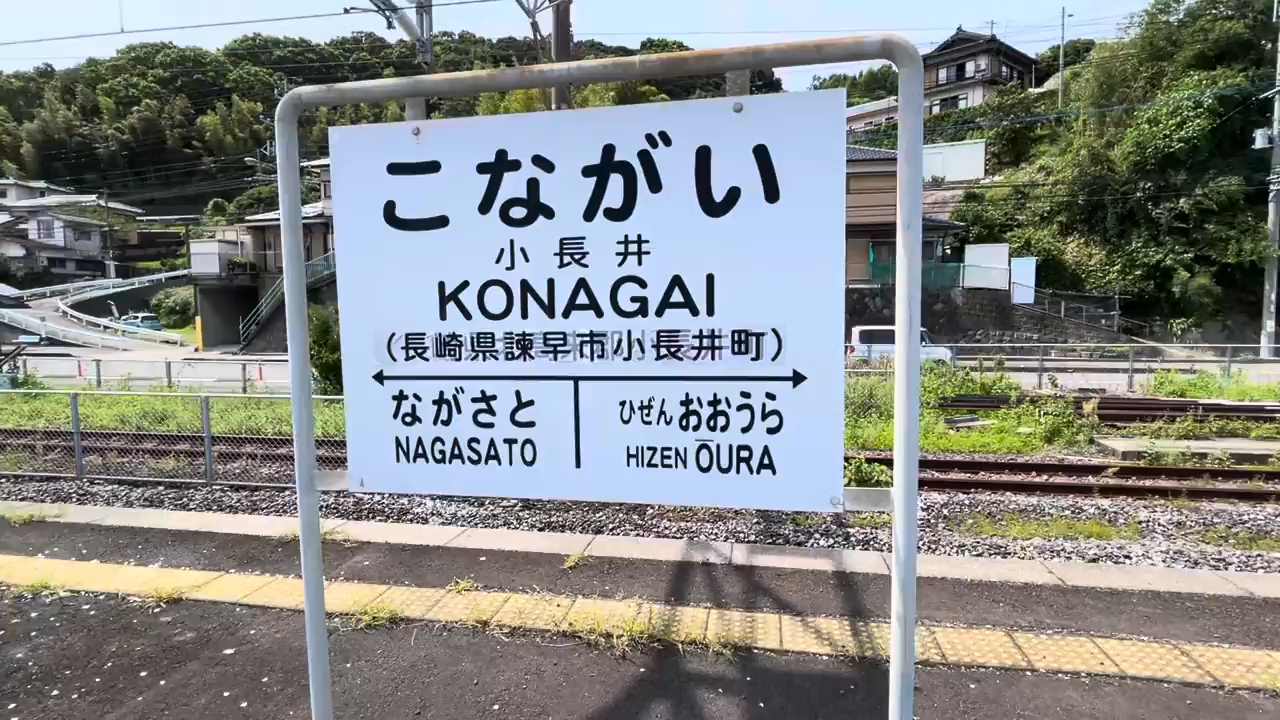 こながい
小長井
KONAGAI
(長崎県諫早市小長井町)
ながさと
NAGASATO
ひぜんおおうら
HIZEN ŌURA